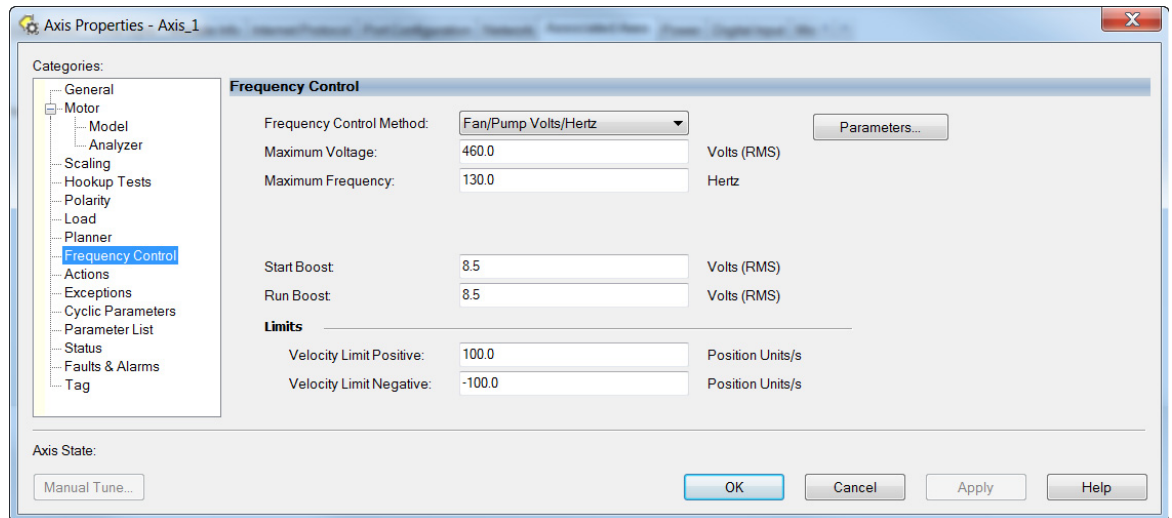 Axis Properties - Axis_1
Categories:
General
Motor
Model
Analyzer
Scaling
Hookup Tests
Polarity
Load
Planner
Frequency Control
Actions
Exceptions
Cyclic Parameters
Parameter List
Status
Faults & Alarms
Tag
Frequency Control
Frequency Control Method: Fan/Pump Volts/Hertz Parameters...
Maximum Voltage: 460.0 Volts (RMS)
Maximum Frequency: 130.0 Hertz
Start Boost: 8.5 Volts (RMS)
Run Boost: 8.5 Volts (RMS)
Limits
Velocity Limit Positive: 100.0 Position Units/s
Velocity Limit Negative: -100.0 Position Units/s
Axis State:
Manual Tune... OK Cancel Apply Help